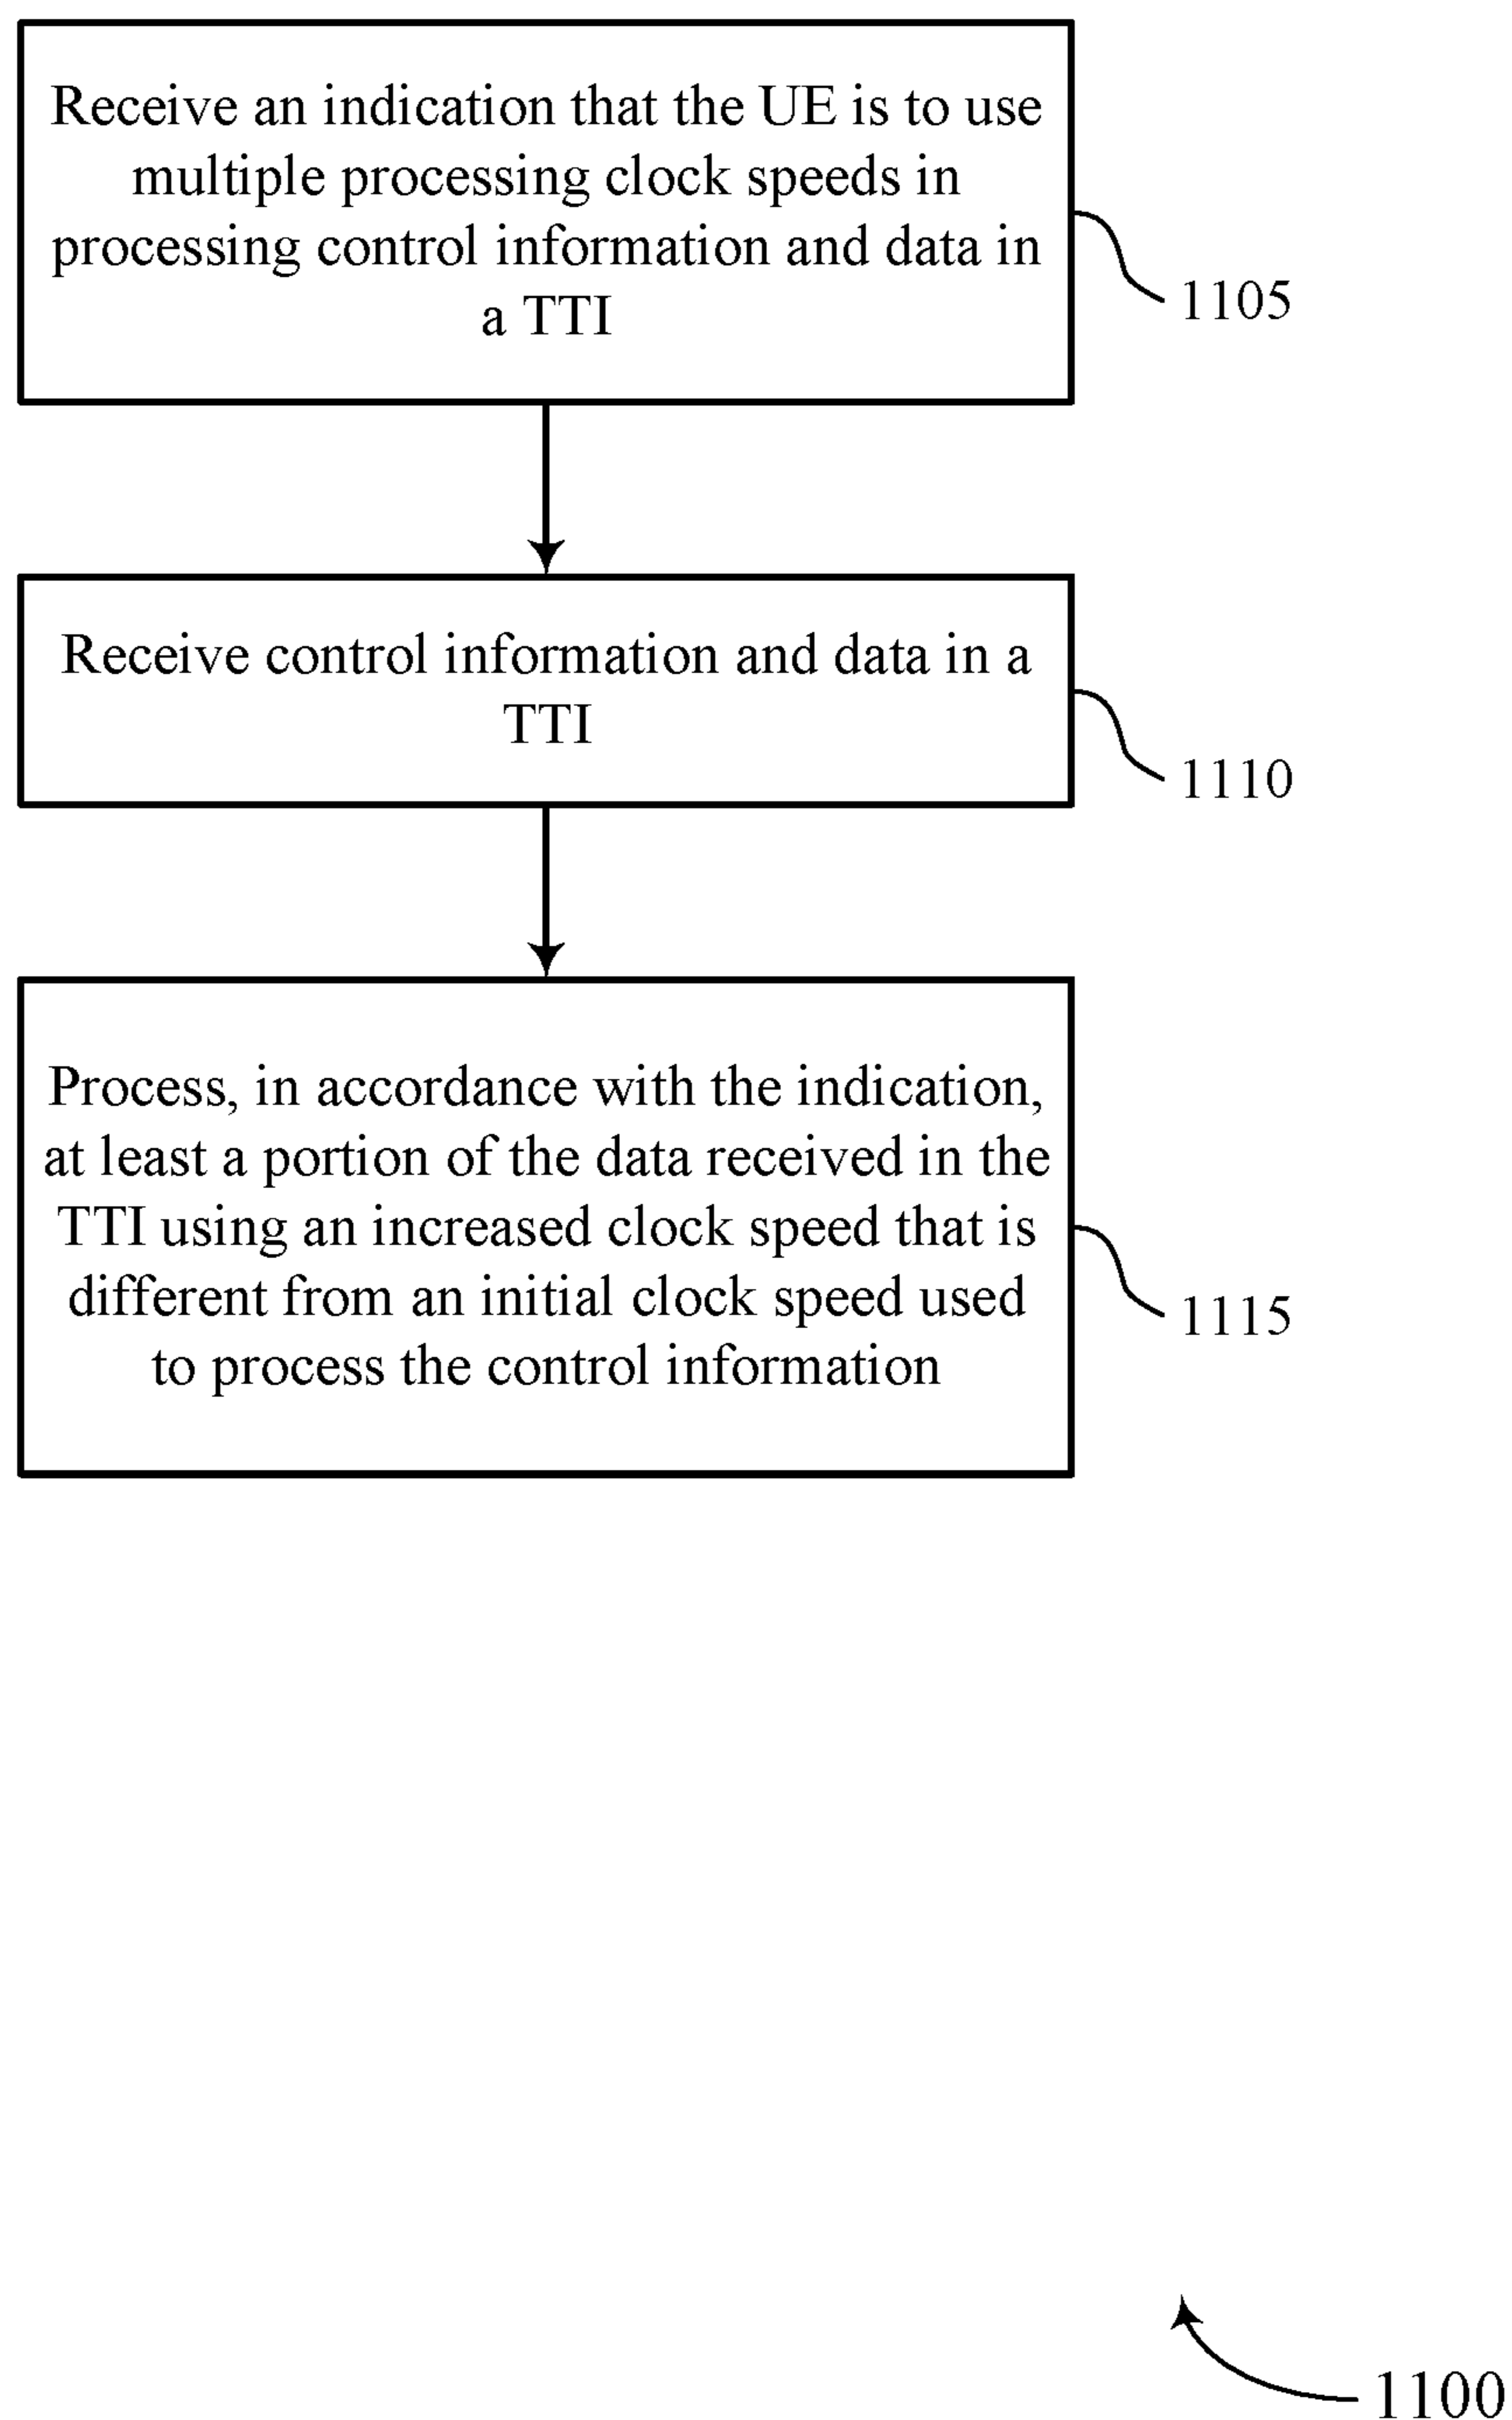 Receive an indication that the UE is to use
multiple processing clock speeds in
processing control information and data in
a TTI
1105
Receive control information and data in a
TTI
1110
Process, in accordance with the indication,
at least a portion of the data received in the
TTI using an increased clock speed that is
different from an initial clock speed used
to process the control information
1115
1100